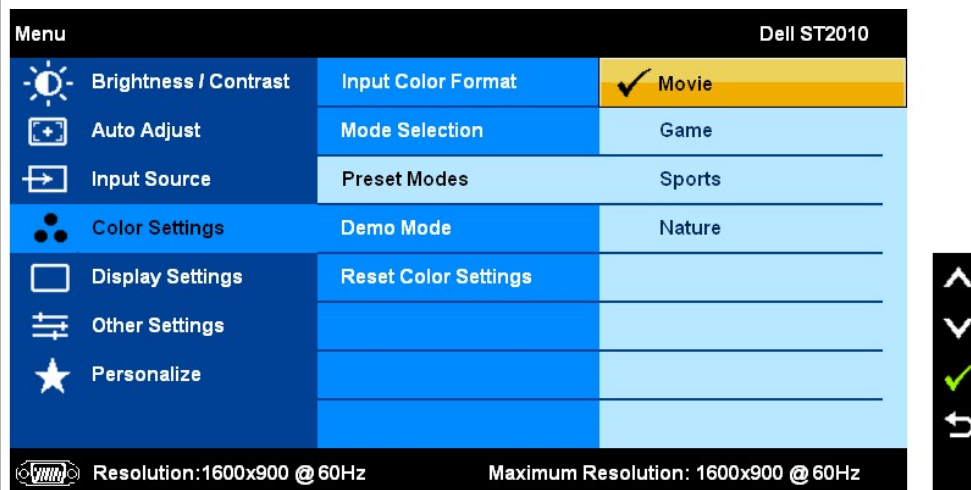 Menu Dell ST2010
Brightness / Contrast Input Color Format Movie
Auto Adjust Mode Selection Game
Input Source Preset Modes Sports
Color Settings Demo Mode Nature
Display Settings Reset Color Settings
Other Settings
Personalize
Resolution:1600x900 @60Hz Maximum Resolution: 1600x900 @60Hz